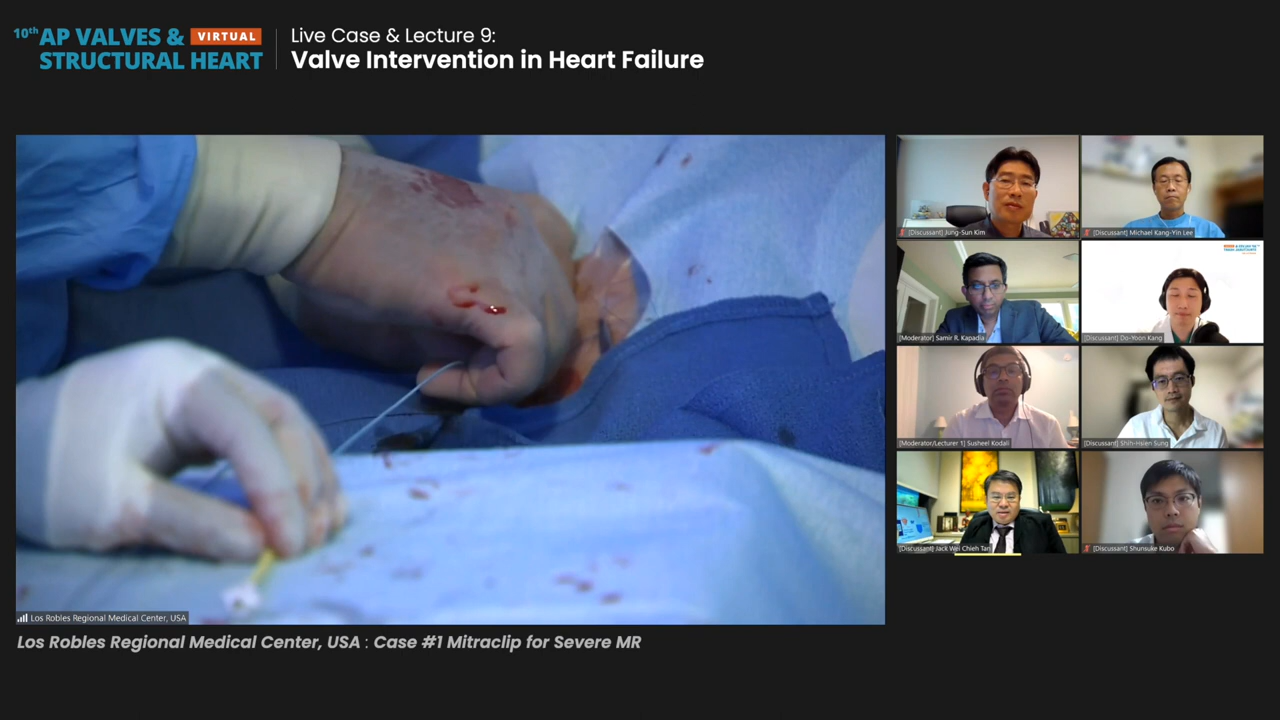 10th AP VALVES & VIRTUAL
STRUCTURAL HEART
Live Case & Lecture 9:
Valve Intervention in Heart Failure
[Discussant] Jung-Sun Kim
[Discussant] Michael Kang-Yin Lee
[Moderator] Samir R. Kapadia
[Discussant] Do-Yoon Kang
[Moderator/Lecturer 1] Susheel Kodali
[Discussant] Shih-Hsien Sung
[Discussant] Jack Wei Chieh Tan
[Discussant] Shunsuke Kubo
Los Robles Regional Medical Center, USA
Los Robles Regional Medical Center, USA : Case #1 Mitraclip for Severe MR